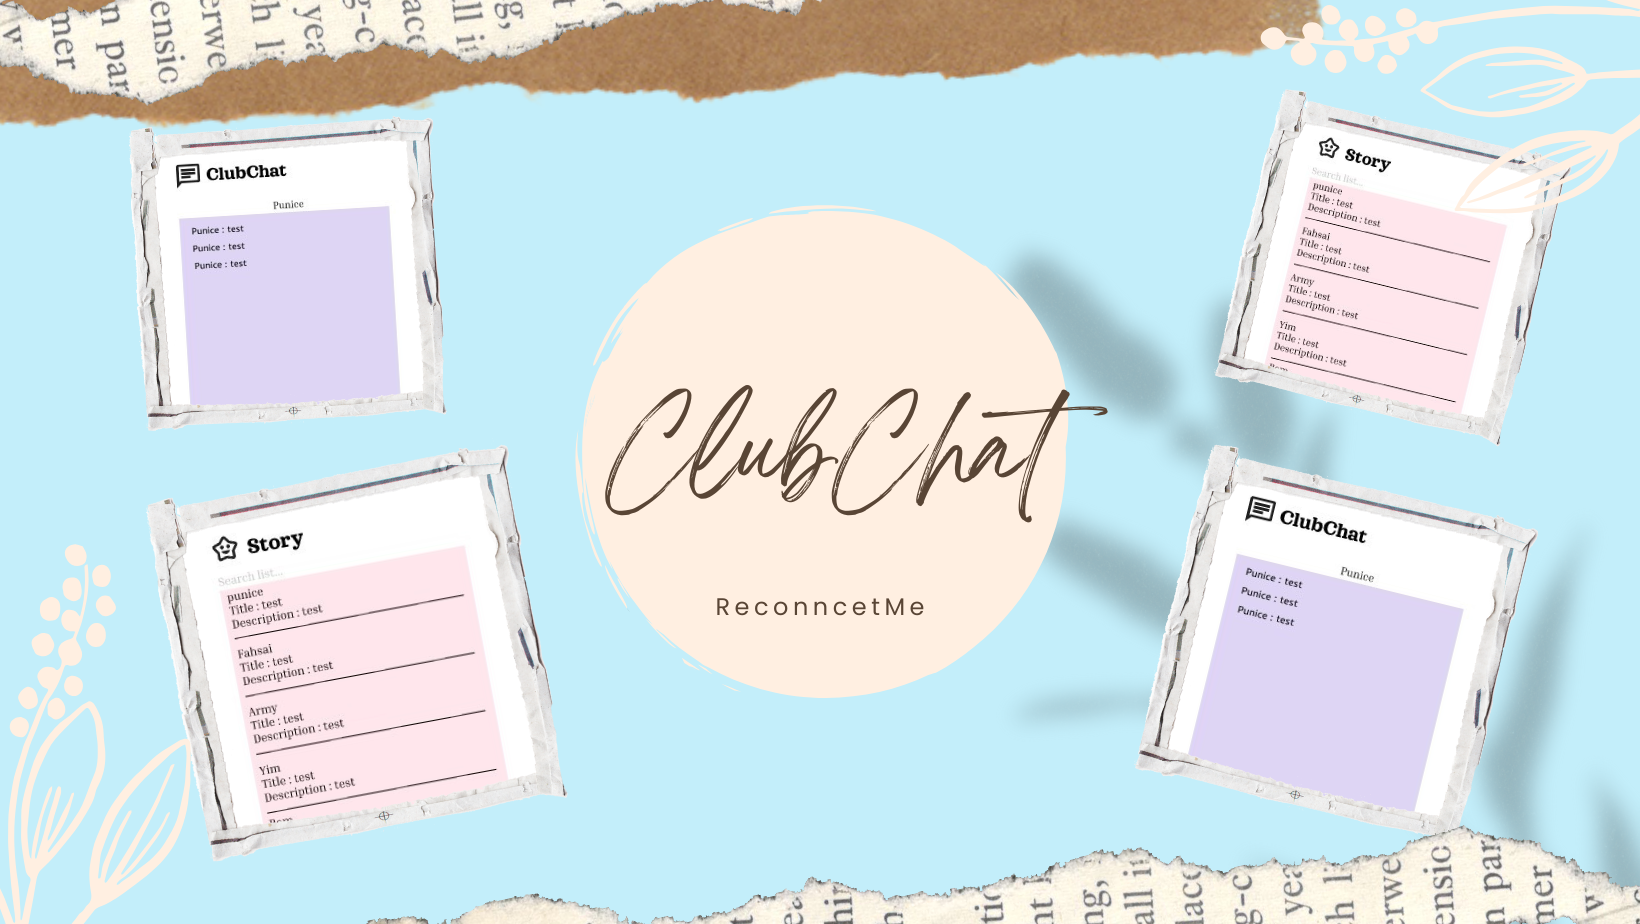 ClubChat
Punice
Punice : test
Punice : test
Punice : test
Story
Search list...
punice
Title : test
Description : test
Fahsai
Title : test
Description : test
Army
Title : test
Description : test
Yim
Title : test
Description : test
ClubChat
ReconncetMe
Story
Search list...
punice
Title : test
Description : test
Fahsai
Title : test
Description : test
Army
Title : test
Description : test
Yim
Title : test
Description : test
ClubChat
Punice
Punice : test
Punice : test
Punice : test